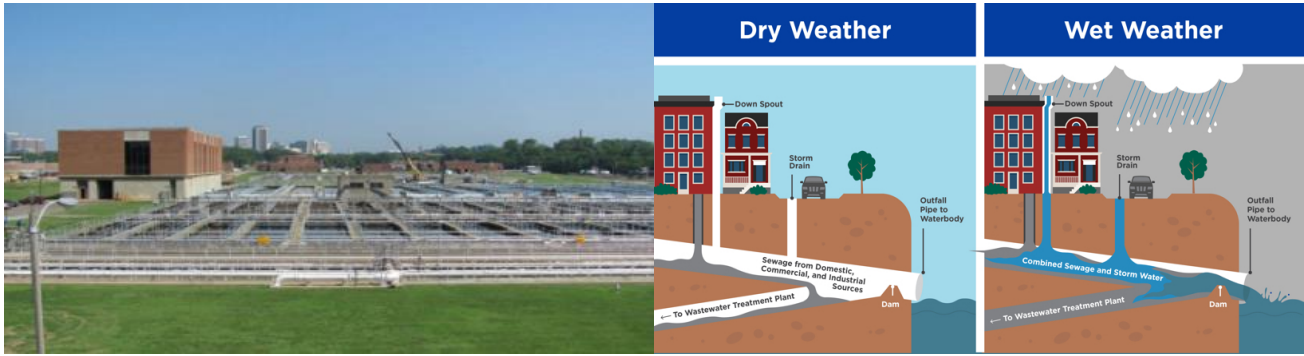 Dry Weather
Down Spout
Storm
Drain
Outfall
Pipe to
Waterbody
Sewage from Domestic,
Commercial, and Industrial
Sources
Dam
← To Wastewater Treatment Plant
Wet Weather
Down Spout
Storm
Drain
Outfall
Pipe to
Waterbody
Combined Sewage and Storm Water
Dam
← To Wastewater Treatment Plant